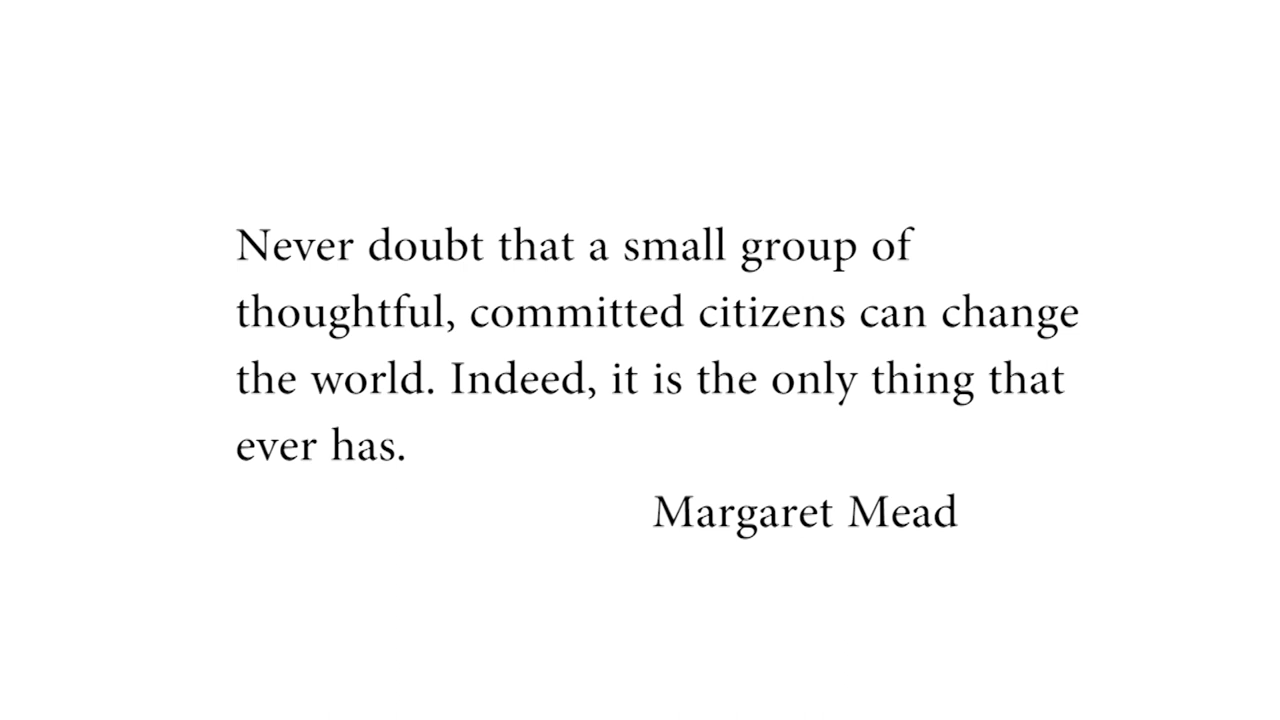 Never doubt that a small group of
thoughtful, committed citizens can change
the world. Indeed, it is the only thing that
ever has.
Margaret Mead